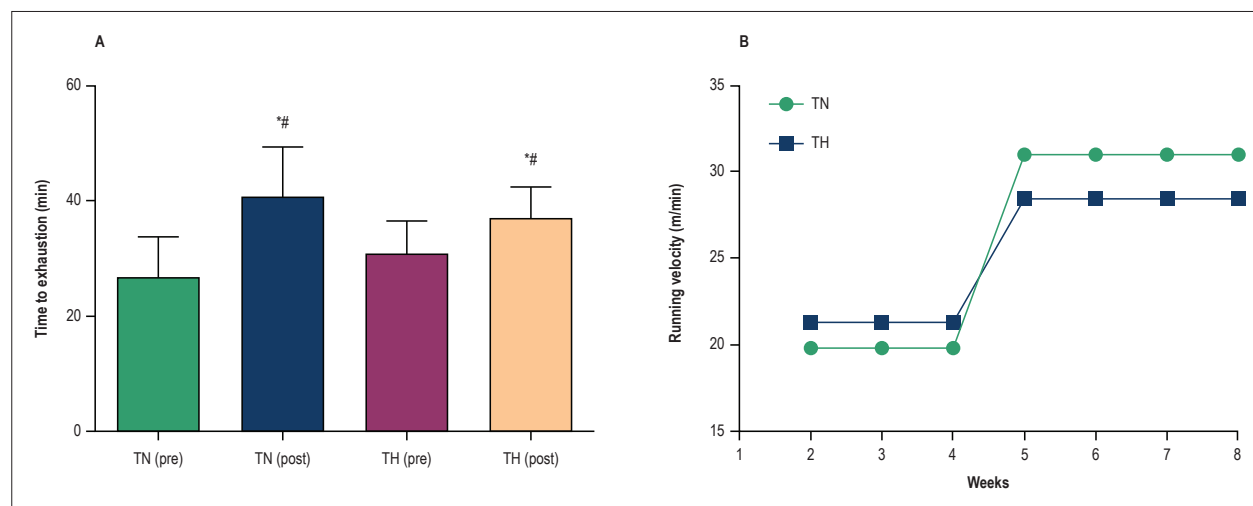 A
Time to exhaustion (min)
60
40
20
0
*#
*#
TN (pre)
TN (post)
TH (pre)
TH (post)
B
Running velocity (m/min)
35
30
25
20
15
TN
TH
1
2
3
4
5
6
7
8
Weeks